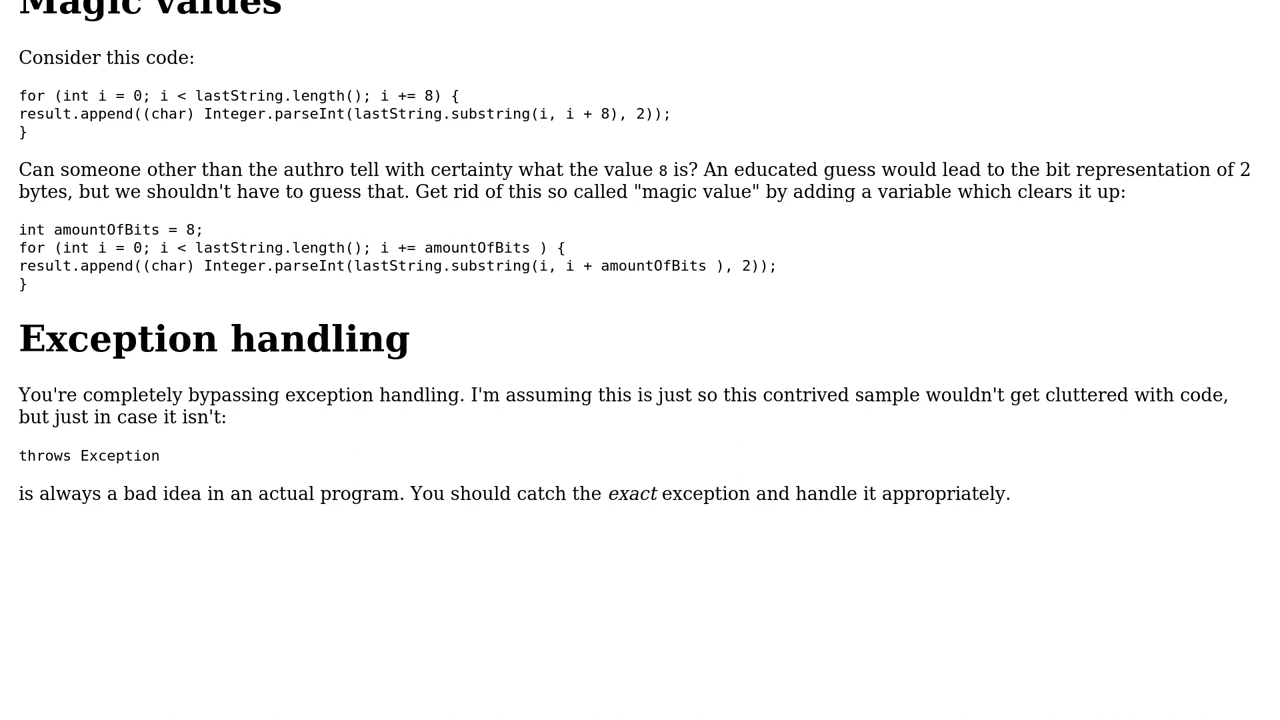 Magic values
Consider this code:
for (int i = 0; i < lastString.length(); i += 8) {
result.append((char) Integer.parseInt(lastString.substring(i, i + 8), 2));
}
Can someone other than the authro tell with certainty what the value 8 is? An educated guess would lead to the bit representation of 2
bytes, but we shouldn't have to guess that. Get rid of this so called "magic value" by adding a variable which clears it up:
int amountOfBits = 8;
for (int i = 0; i < lastString.length(); i += amountOfBits ) {
result.append((char) Integer.parseInt(lastString.substring(i, i + amountOfBits ), 2));
}
Exception handling
You're completely bypassing exception handling. I'm assuming this is just so this contrived sample wouldn't get cluttered with code,
but just in case it isn't:
throws Exception
is always a bad idea in an actual program. You should catch the exact exception and handle it appropriately.